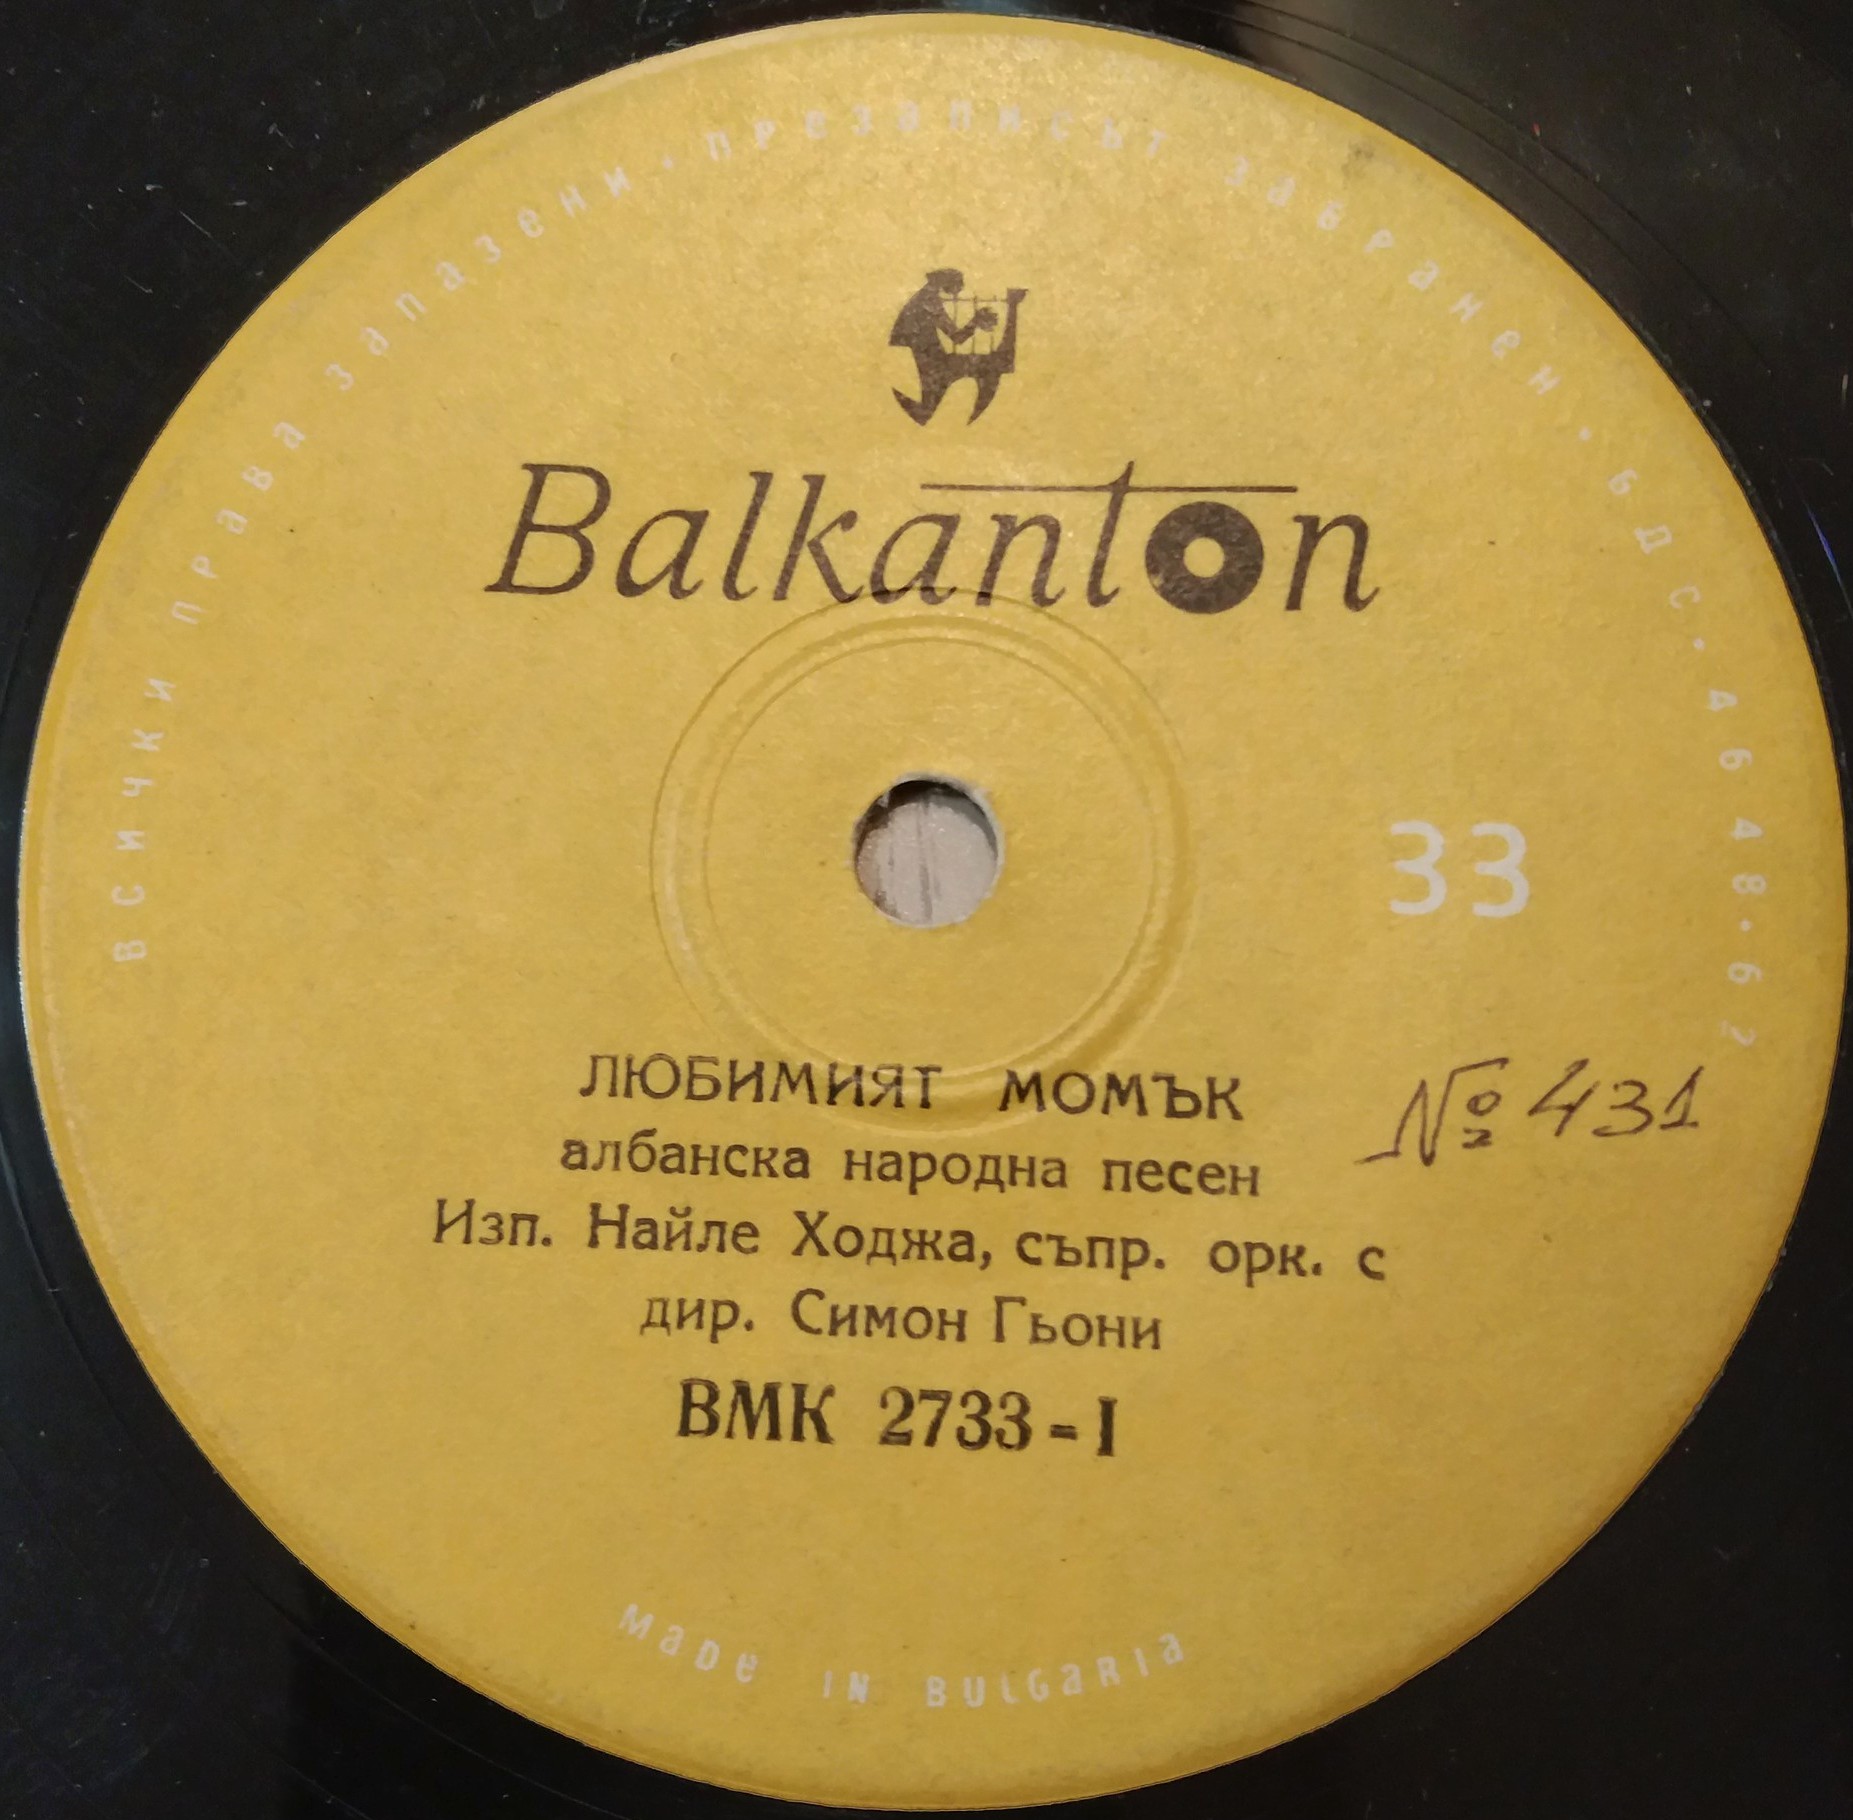 всички права запазени · презаписът забранен · БДС · 4648 · 62
Balkanton
33
ЛЮБИМИЯТ МОМЪК
№ 431
албанска народна песен
Изп. Найле Ходжа, съпр. орк. с
дир. Симон Гьони
ВМК 2733-I
MaDe IN BULGaRIa